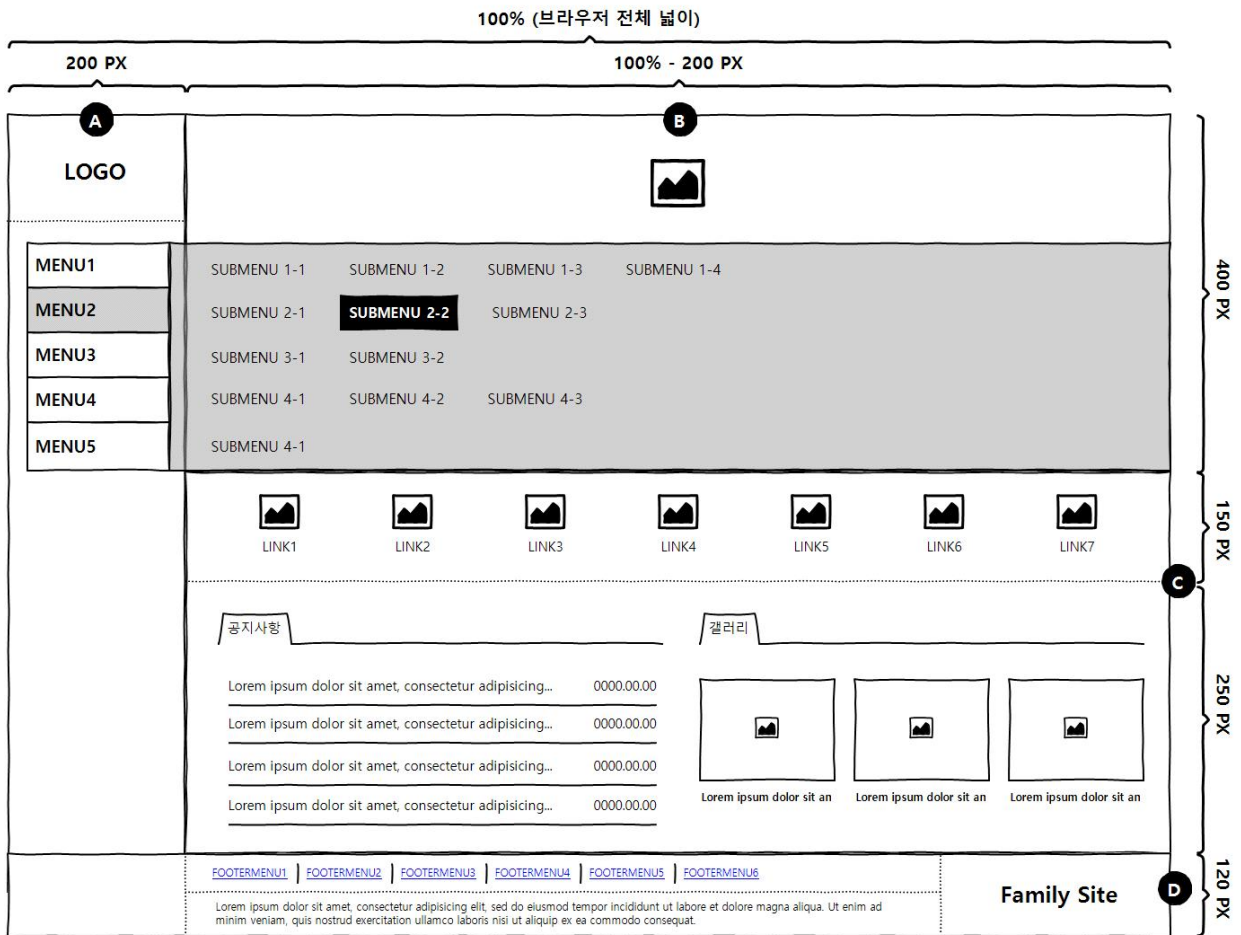 100% (브라우저 전체 넓이)
200 PX
100% - 200 PX
A
B
LOGO
400 PX
MENU1
SUBMENU 1-1 SUBMENU 1-2 SUBMENU 1-3 SUBMENU 1-4
MENU2
SUBMENU 2-1 SUBMENU 2-2 SUBMENU 2-3
MENU3
SUBMENU 3-1 SUBMENU 3-2
MENU4
SUBMENU 4-1 SUBMENU 4-2 SUBMENU 4-3
MENU5
SUBMENU 4-1
150 PX
LINK1 LINK2 LINK3 LINK4 LINK5 LINK6 LINK7
C
250 PX
공지사항
Lorem ipsum dolor sit amet, consectetur adipisicing... 0000.00.00
Lorem ipsum dolor sit amet, consectetur adipisicing... 0000.00.00
Lorem ipsum dolor sit amet, consectetur adipisicing... 0000.00.00
Lorem ipsum dolor sit amet, consectetur adipisicing... 0000.00.00
갤러리
Lorem ipsum dolor sit an Lorem ipsum dolor sit an Lorem ipsum dolor sit an
FOOTERMENU1 FOOTERMENU2 FOOTERMENU3 FOOTERMENU4 FOOTERMENU5 FOOTERMENU6
Lorem ipsum dolor sit amet, consectetur adipisicing elit, sed do eiusmod tempor incididunt ut labore et dolore magna aliqua. Ut enim ad
minim veniam, quis nostrud exercitation ullamco laboris nisi ut aliquip ex ea commodo consequat.
Family Site
D
120 PX